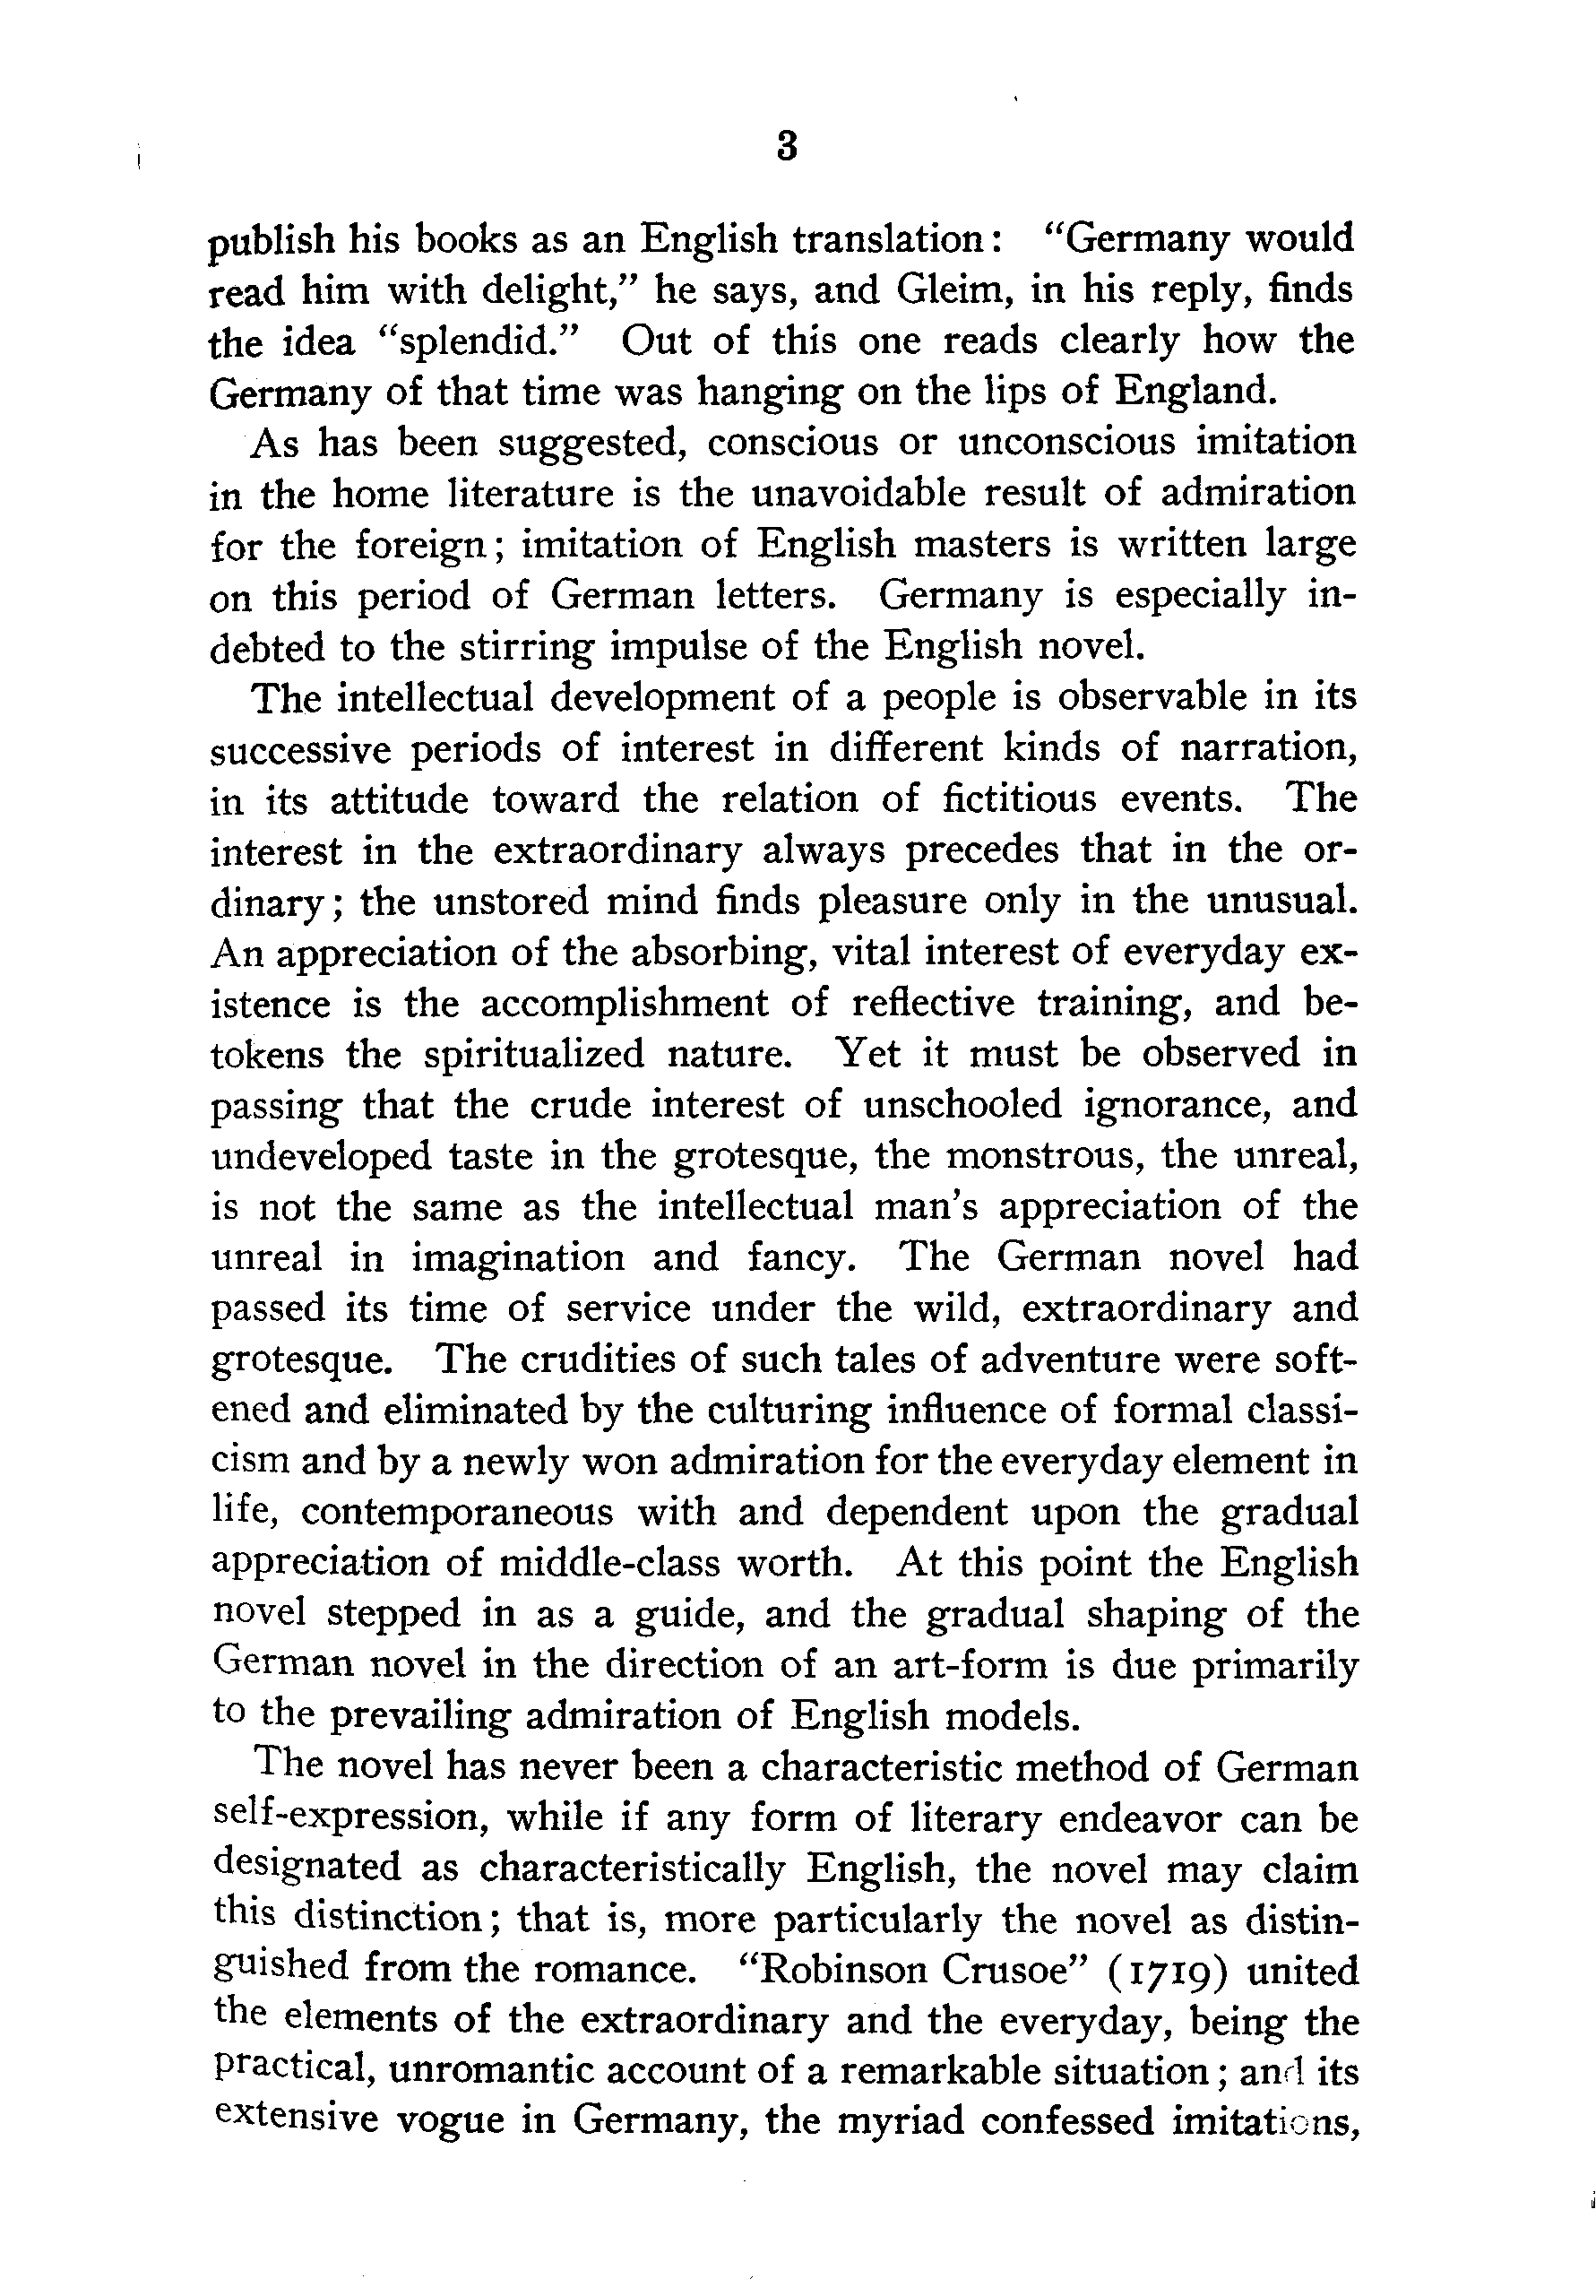 3
publish his books as an English translation: "Germany would
read him with delight," he says, and Gleim, in his reply, finds
the idea "splendid." Out of this one reads clearly how the
Germany of that time was hanging on the lips of England.
As has been suggested, conscious or unconscious imitation
in the home literature is the unavoidable result of admiration
for the foreign; imitation of English masters is written large
on this period of German letters. Germany is especially in-
debted to the stirring impulse of the English novel.
The intellectual development of a people is observable in its
successive periods of interest in different kinds of narration,
in its attitude toward the relation of fictitious events. The
interest in the extraordinary always precedes that in the or-
dinary; the unstored mind finds pleasure only in the unusual.
An appreciation of the absorbing, vital interest of everyday ex-
istence is the accomplishment of reflective training, and be-
tokens the spiritualized nature. Yet it must be observed in
passing that the crude interest of unschooled ignorance, and
undeveloped taste in the grotesque, the monstrous, the unreal,
is not the same as the intellectual man's appreciation of the
unreal in imagination and fancy. The German novel had
passed its time of service under the wild, extraordinary and
grotesque. The crudities of such tales of adventure were soft-
ened and eliminated by the culturing influence of formal classi-
cism and by a newly won admiration for the everyday element in
life, contemporaneous with and dependent upon the gradual
appreciation of middle-class worth. At this point the English
novel stepped in as a guide, and the gradual shaping of the
German novel in the direction of an art-form is due primarily
to the prevailing admiration of English models.
The novel has never been a characteristic method of German
self-expression, while if any form of literary endeavor can be
designated as characteristically English, the novel may claim
this distinction; that is, more particularly the novel as distin-
guished from the romance. "Robinson Crusoe" (1719) united
the elements of the extraordinary and the everyday, being the
practical, unromantic account of a remarkable situation; and its
extensive vogue in Germany, the myriad confessed imitations,